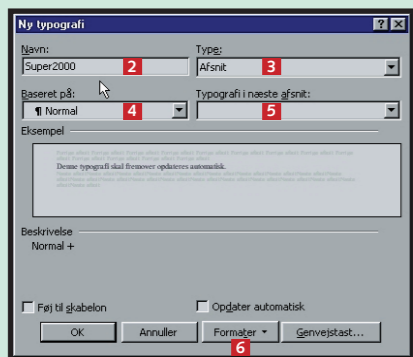 Ny typografi
Navn: Type:
Super2000 2 Afsnit 3
Baseret på: Typografi i næste afsnit:
¶ Normal 4 5
Eksempel
Denne typografi skal fremover opdateres automatisk.
Beskrivelse
Normal +
Føj til skabelon Opdater automatisk
OK Annuller Formater Genvejstast...
6